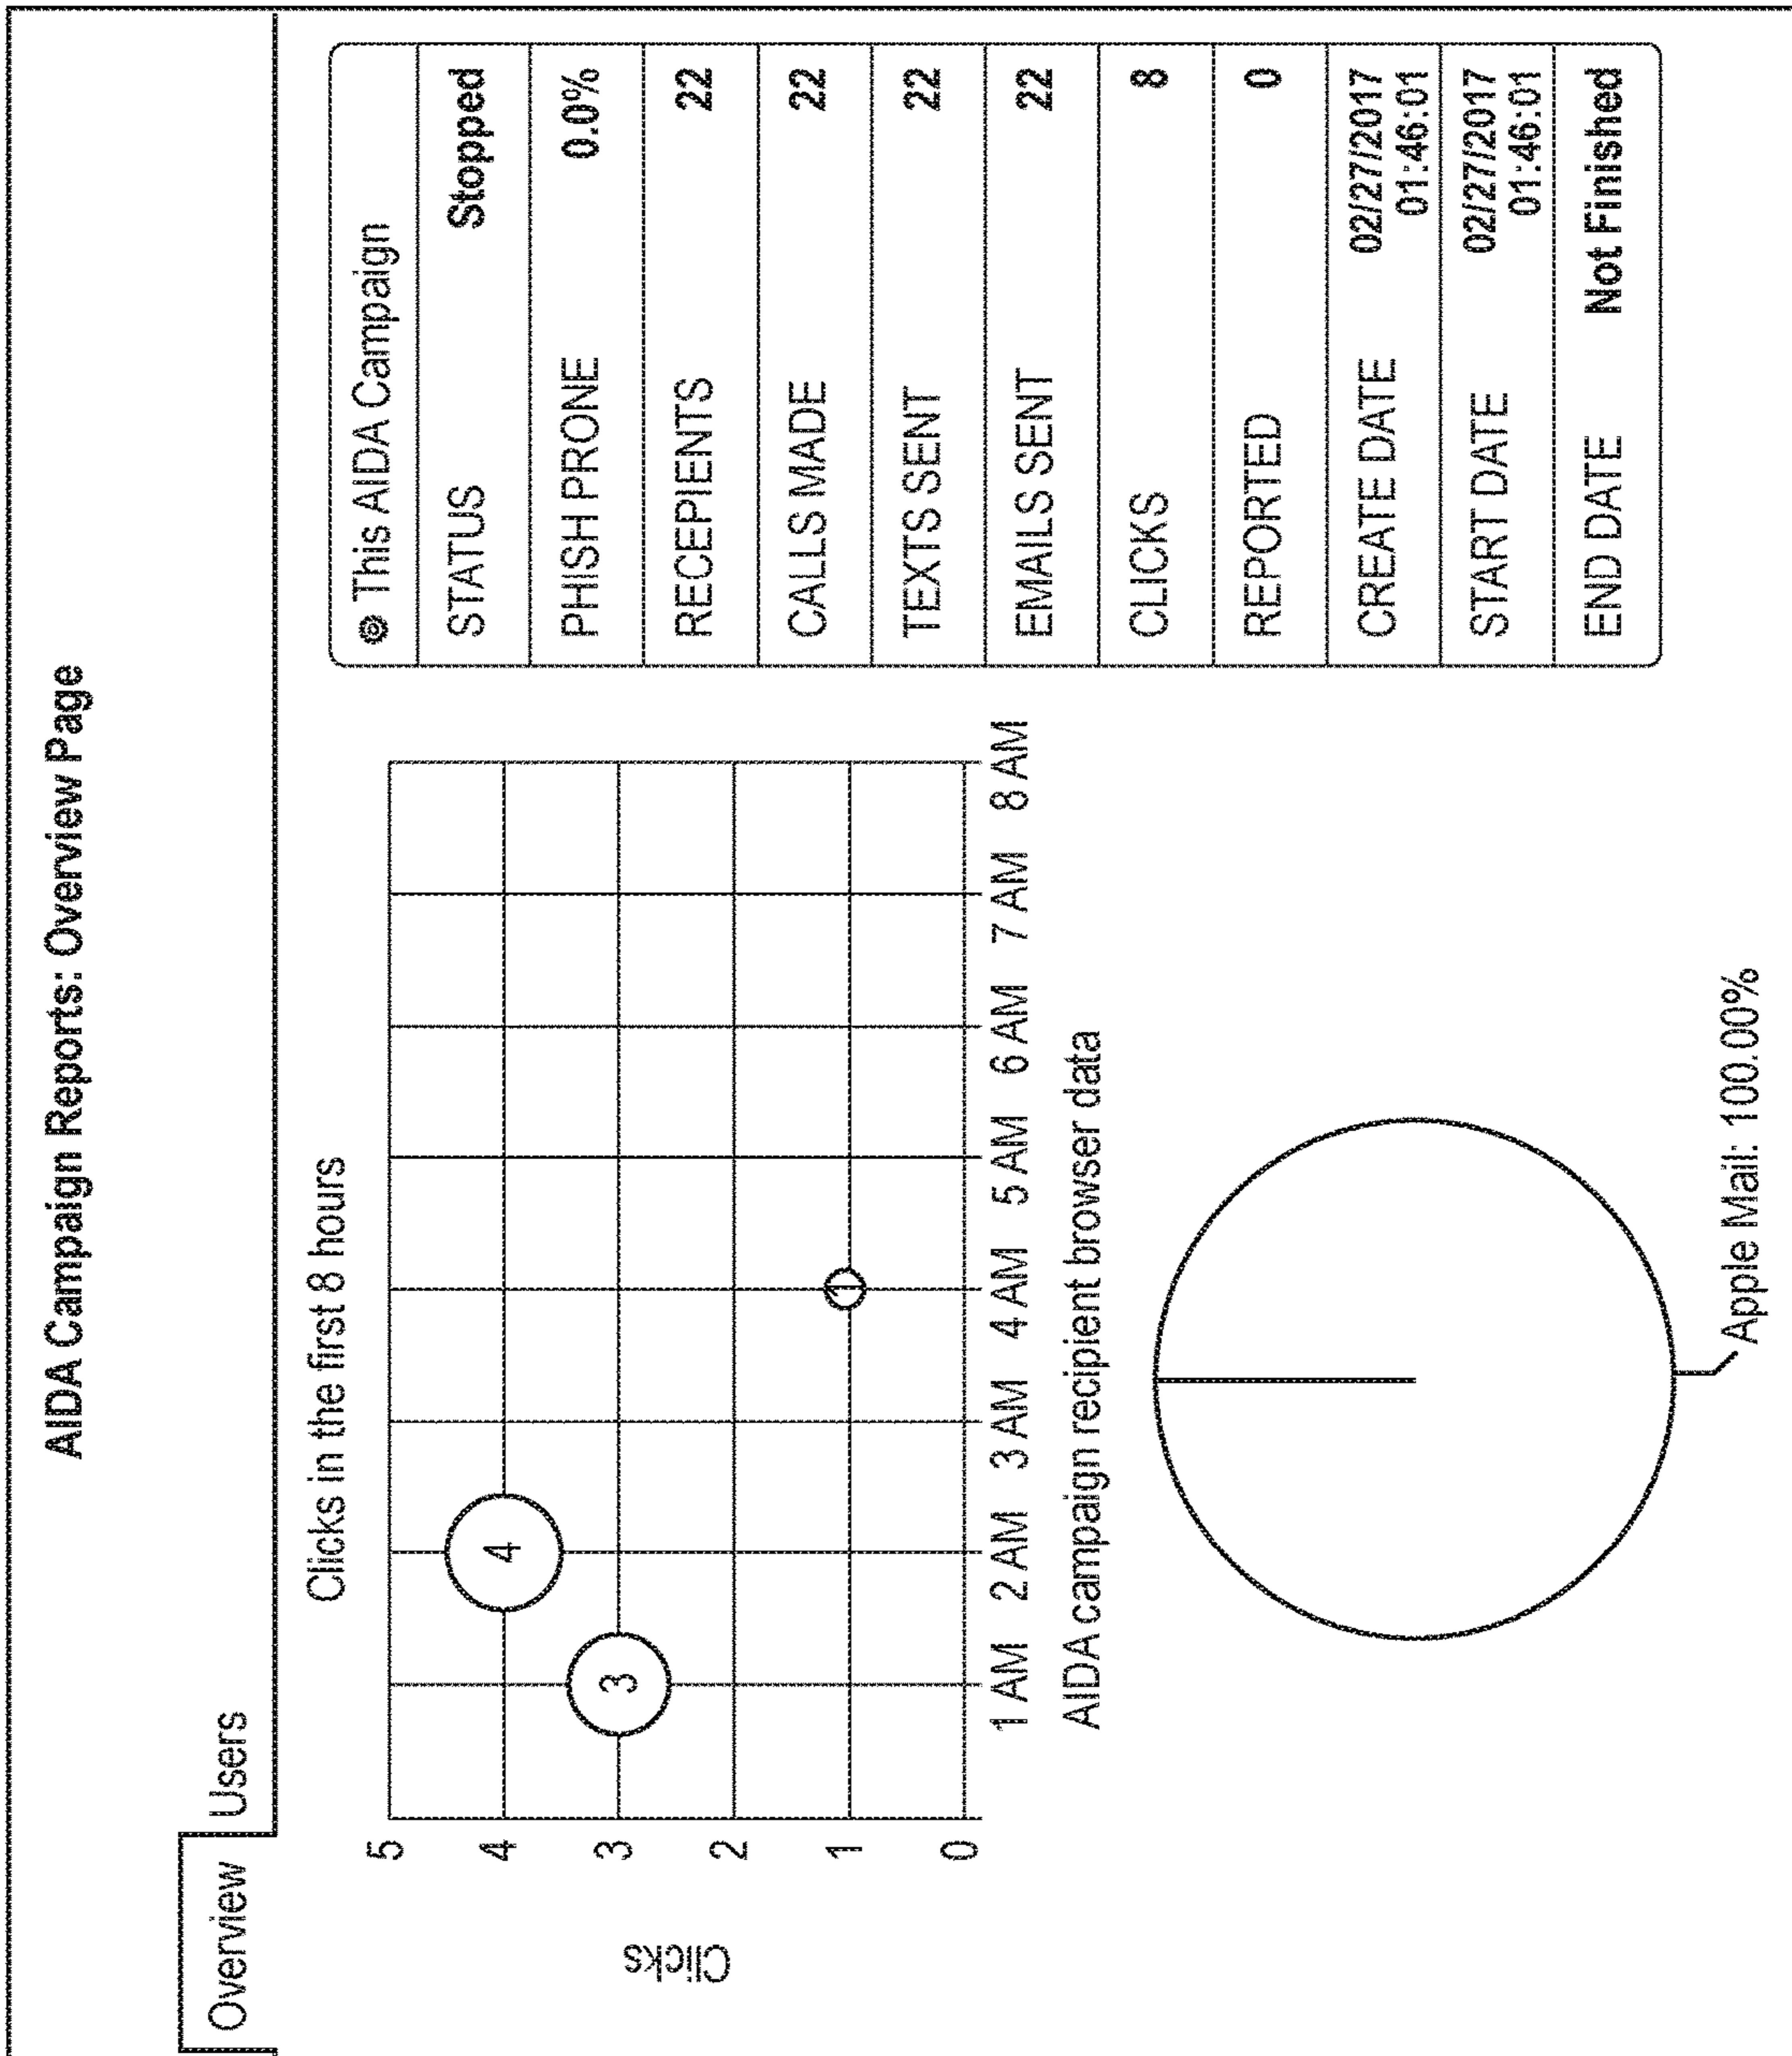 AIDA Campaign Reports: Overview Page
Overview Users
Clicks in the first 8 hours
Clicks
5
4
3
2
1
0
4
3
1
1 AM 2 AM 3 AM 4 AM 5 AM 6 AM 7 AM 8 AM
AIDA campaign recipient browser data
Apple Mail: 100.00%
This AIDA Campaign
STATUS Stopped
PHISH PRONE 0.0%
RECEPIENTS 22
CALLS MADE 22
TEXTS SENT 22
EMAILS SENT 22
CLICKS 8
REPORTED 0
CREATE DATE 02/27/2017
01:46:01
START DATE 02/27/2017
01:46:01
END DATE Not Finished